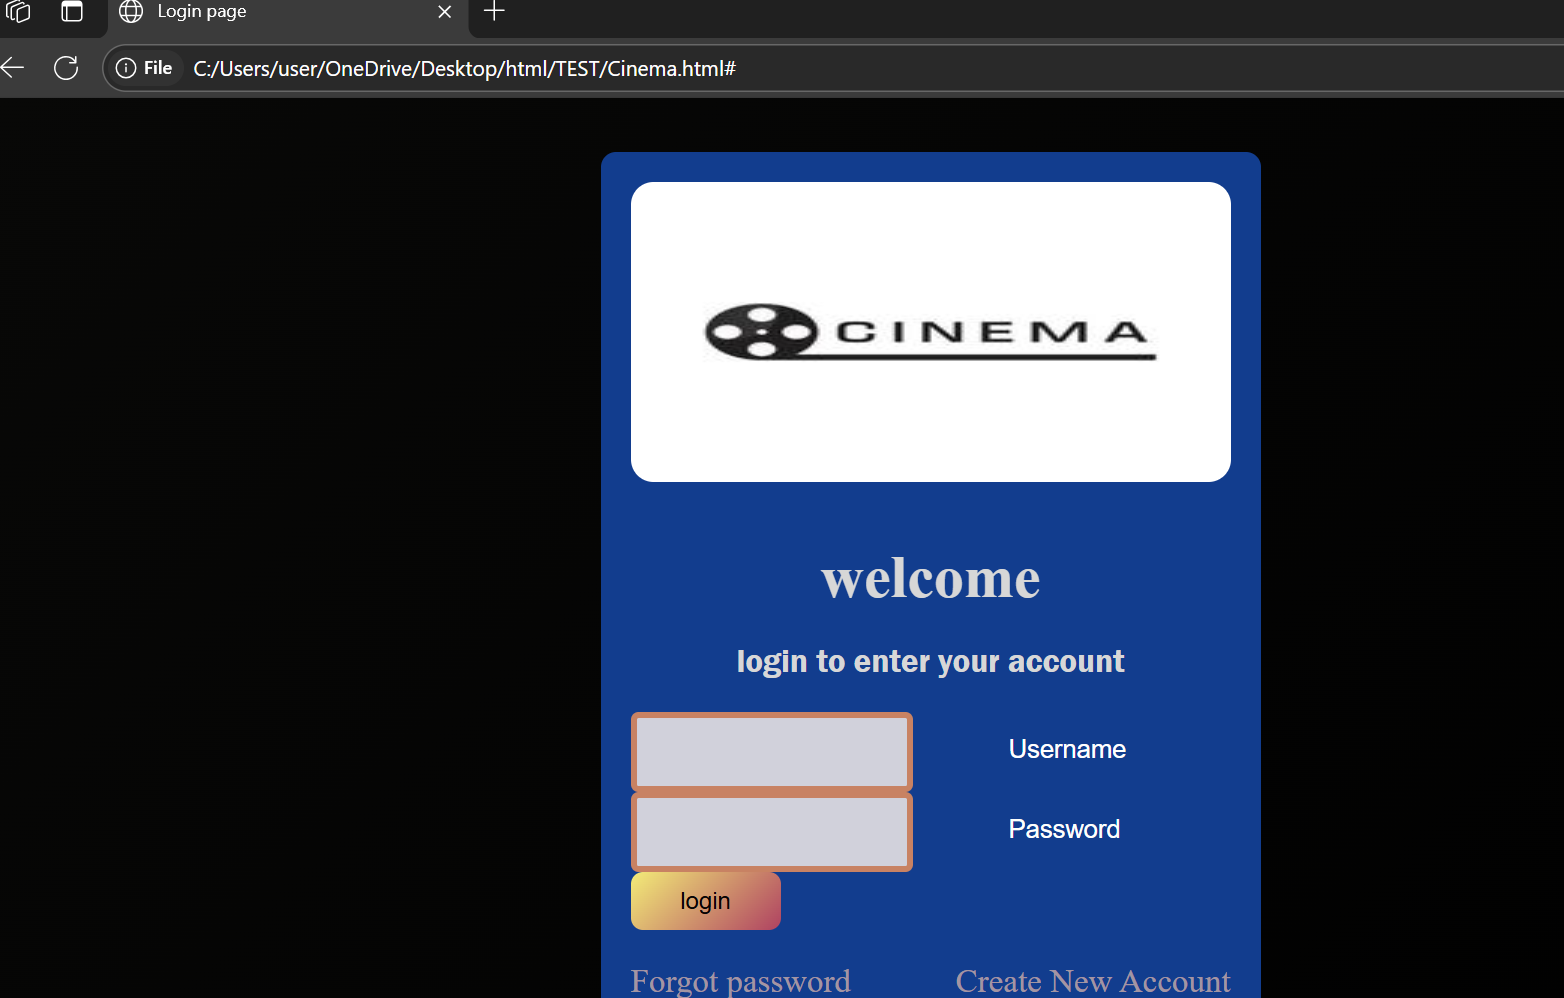 Login page
File C:/Users/user/OneDrive/Desktop/html/TEST/Cinema.html#
CINEMA
welcome
login to enter your account
Username
Password
login
Forgot password Create New Account